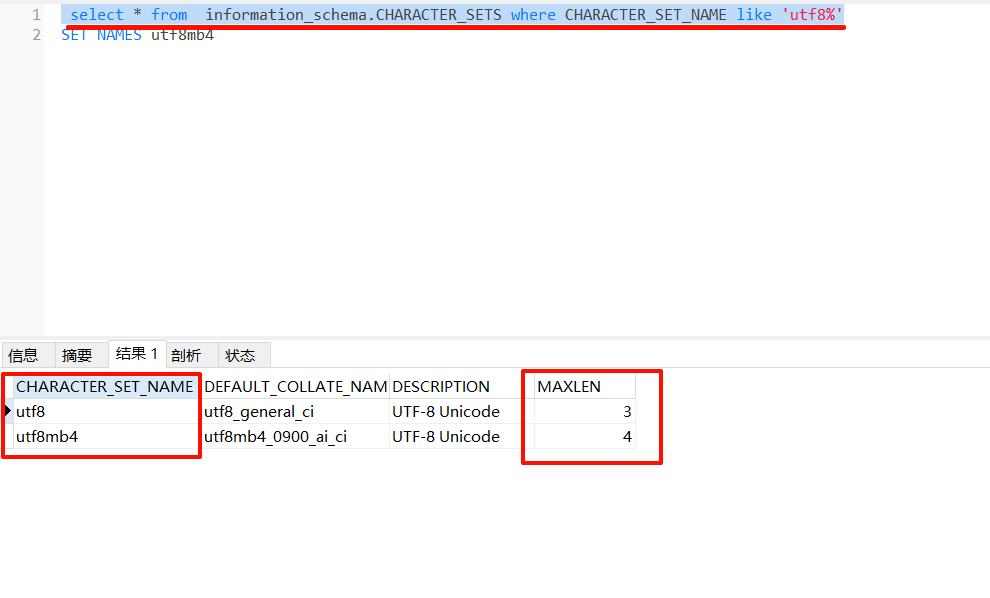 1 select * from information_schema.CHARACTER_SETS where CHARACTER_SET_NAME like 'utf8%'
2 SET NAMES utf8mb4
信息 摘要 结果 1 剖析 状态
CHARACTER_SET_NAME DEFAULT_COLLATE_NAM DESCRIPTION MAXLEN
utf8 utf8_general_ci UTF-8 Unicode 3
utf8mb4 utf8mb4_0900_ai_ci UTF-8 Unicode 4